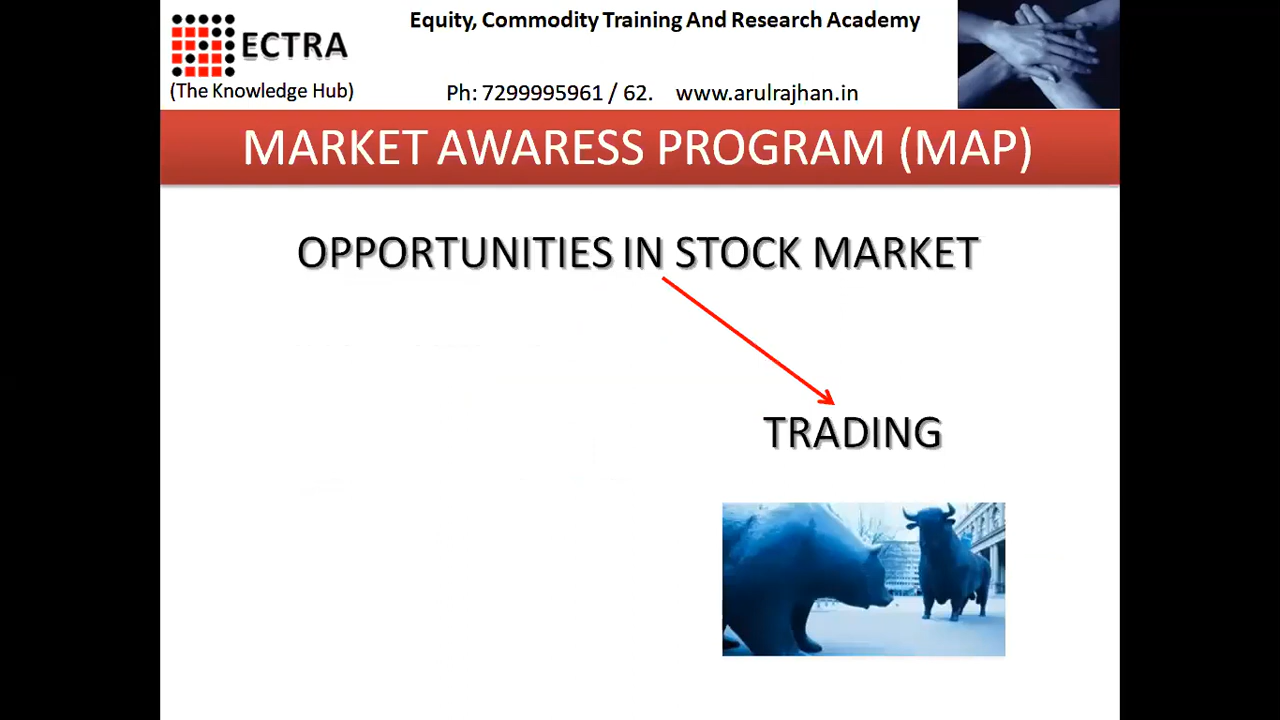 Equity, Commodity Training And Research Academy
ECTRA
(The Knowledge Hub)
Ph: 7299995961 / 62. www.arulrajhan.in
MARKET AWARESS PROGRAM (MAP)
OPPORTUNITIES IN STOCK MARKET
TRADING